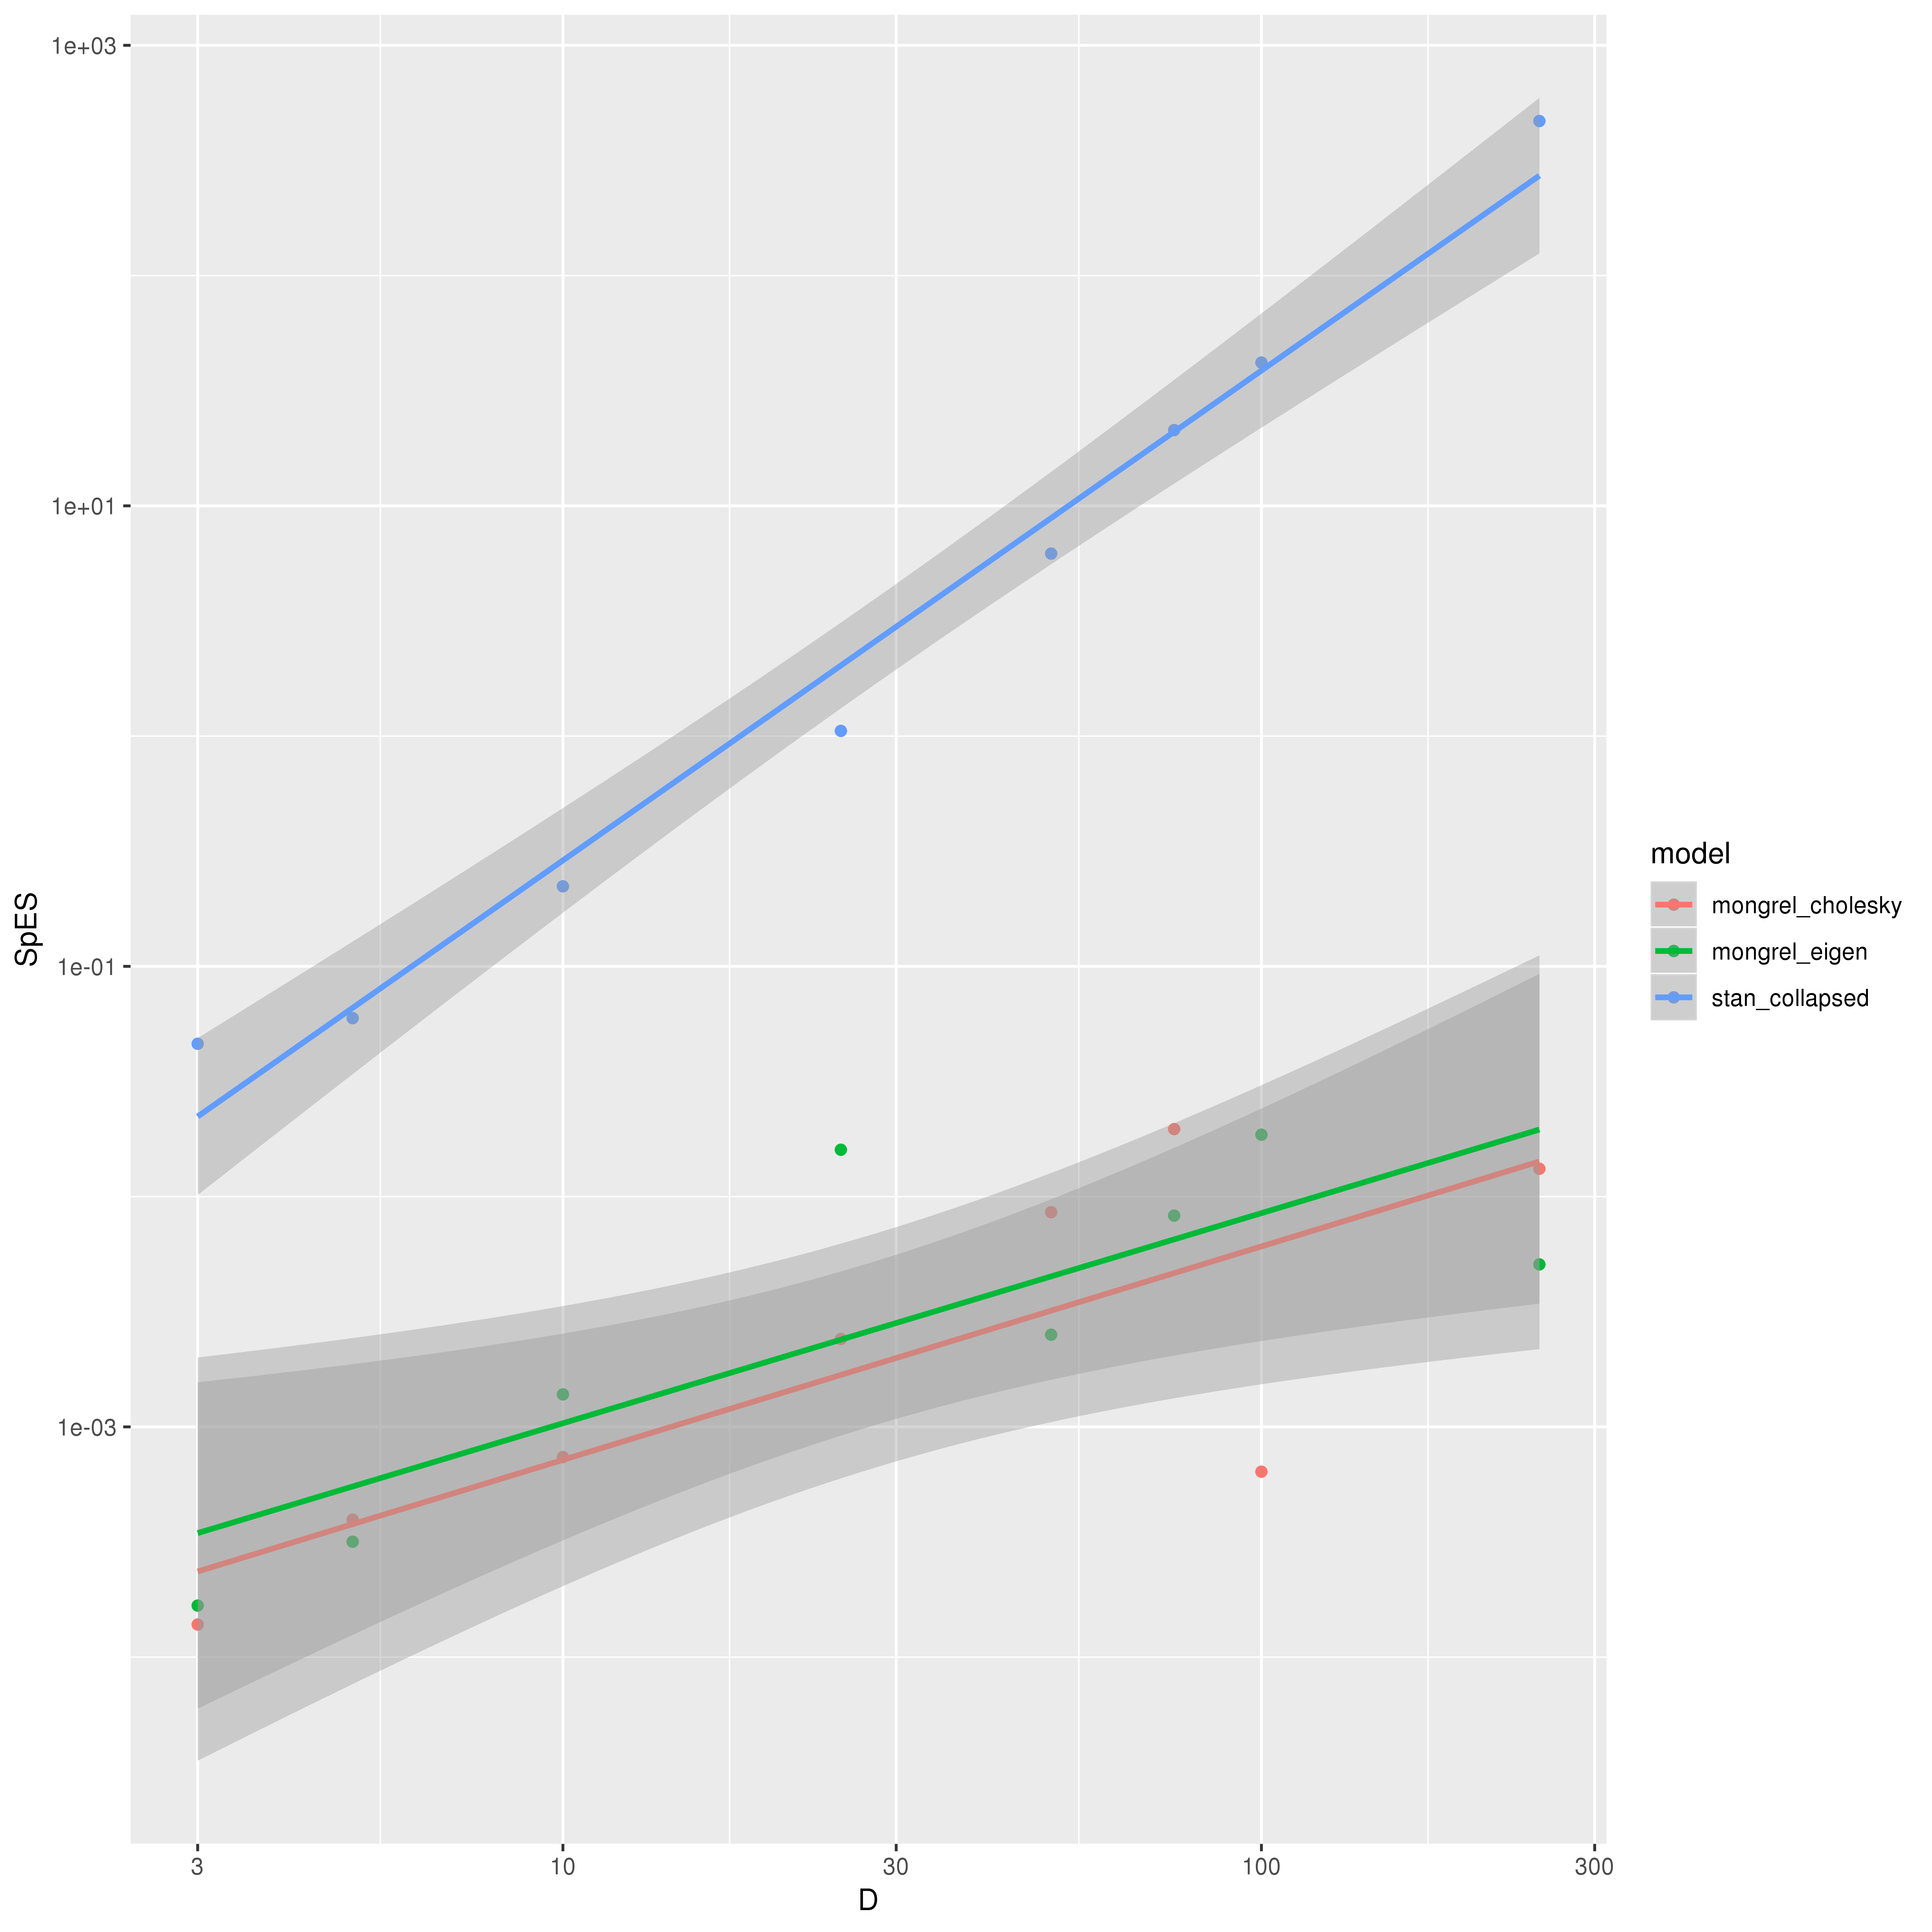 SpES
1e+03
1e+01
1e-01
1e-03
3 10 30 100 300
D
model
mongrel_cholesky
mongrel_eigen
stan_collapsed